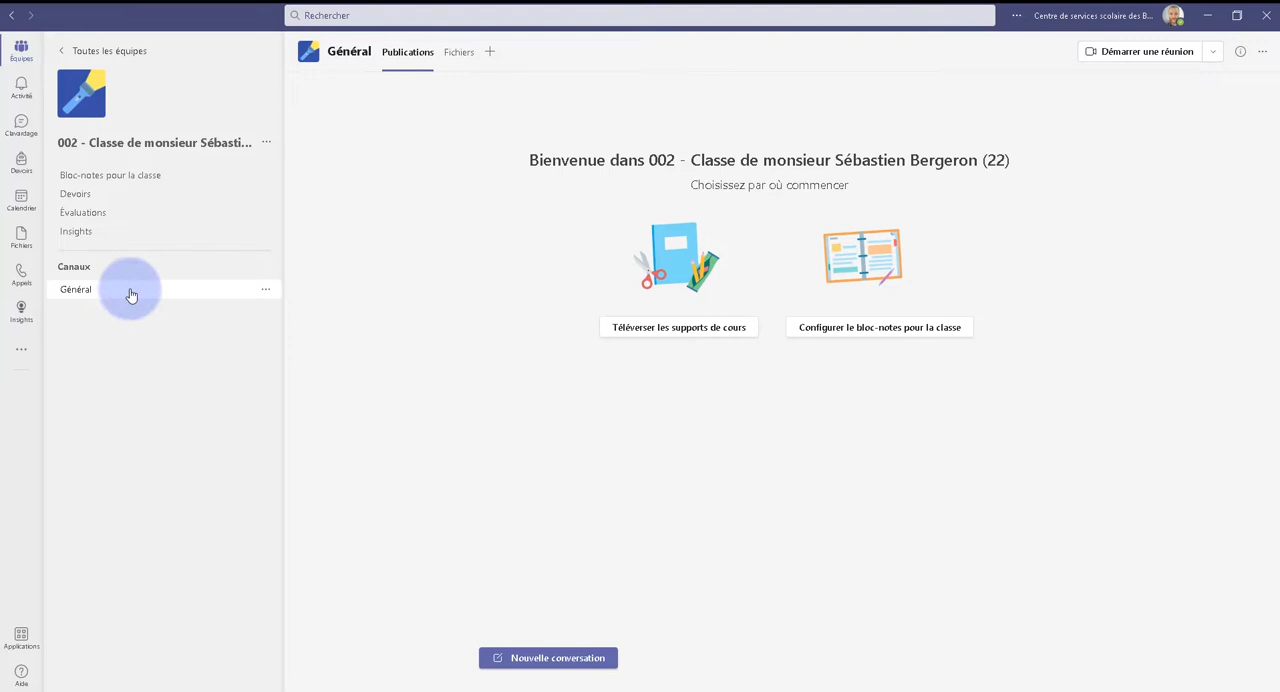 Rechercher
Centre de services scolaire des B...
Équipes
Activité
Clavardage
Devoirs
Calendrier
Fichiers
Appels
Insights
Applications
Aide
Toutes les équipes
002 - Classe de monsieur Sébasti...
Bloc-notes pour la classe
Devoirs
Évaluations
Insights
Canaux
Général
Général Publications Fichiers
Démarrer une réunion
Bienvenue dans 002 - Classe de monsieur Sébastien Bergeron (22)
Choisissez par où commencer
Téléverser les supports de cours
Configurer le bloc-notes pour la classe
Nouvelle conversation